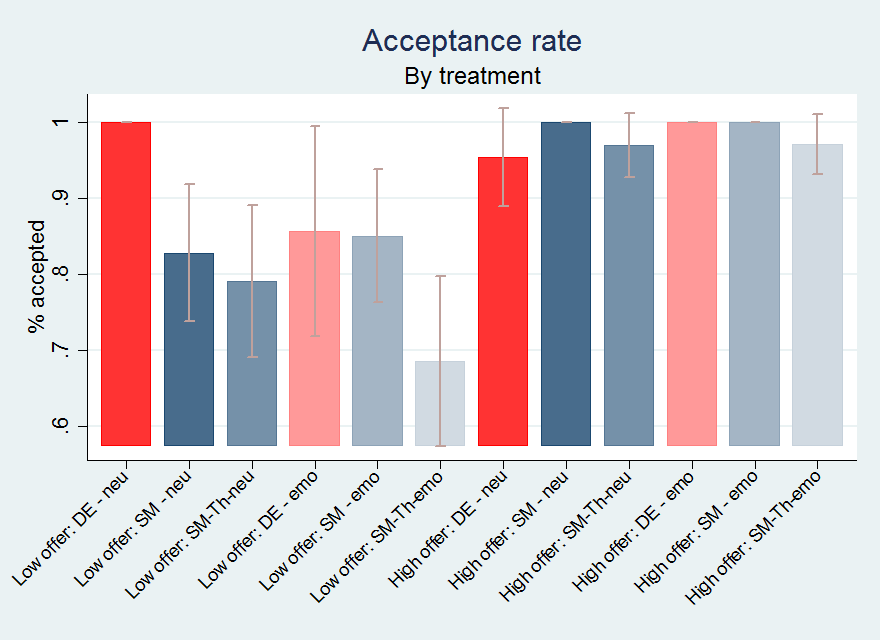 Acceptance rate
By treatment
% accepted
1
.9
.8
.7
.6
Low offer: DE - neu
Low offer: SM - neu
Low offer: SM-Th-neu
Low offer: DE - emo
Low offer: SM - emo
Low offer: SM-Th-emo
High offer: DE - neu
High offer: SM - neu
High offer: SM-Th-neu
High offer: DE - emo
High offer: SM - emo
High offer: SM-Th-emo